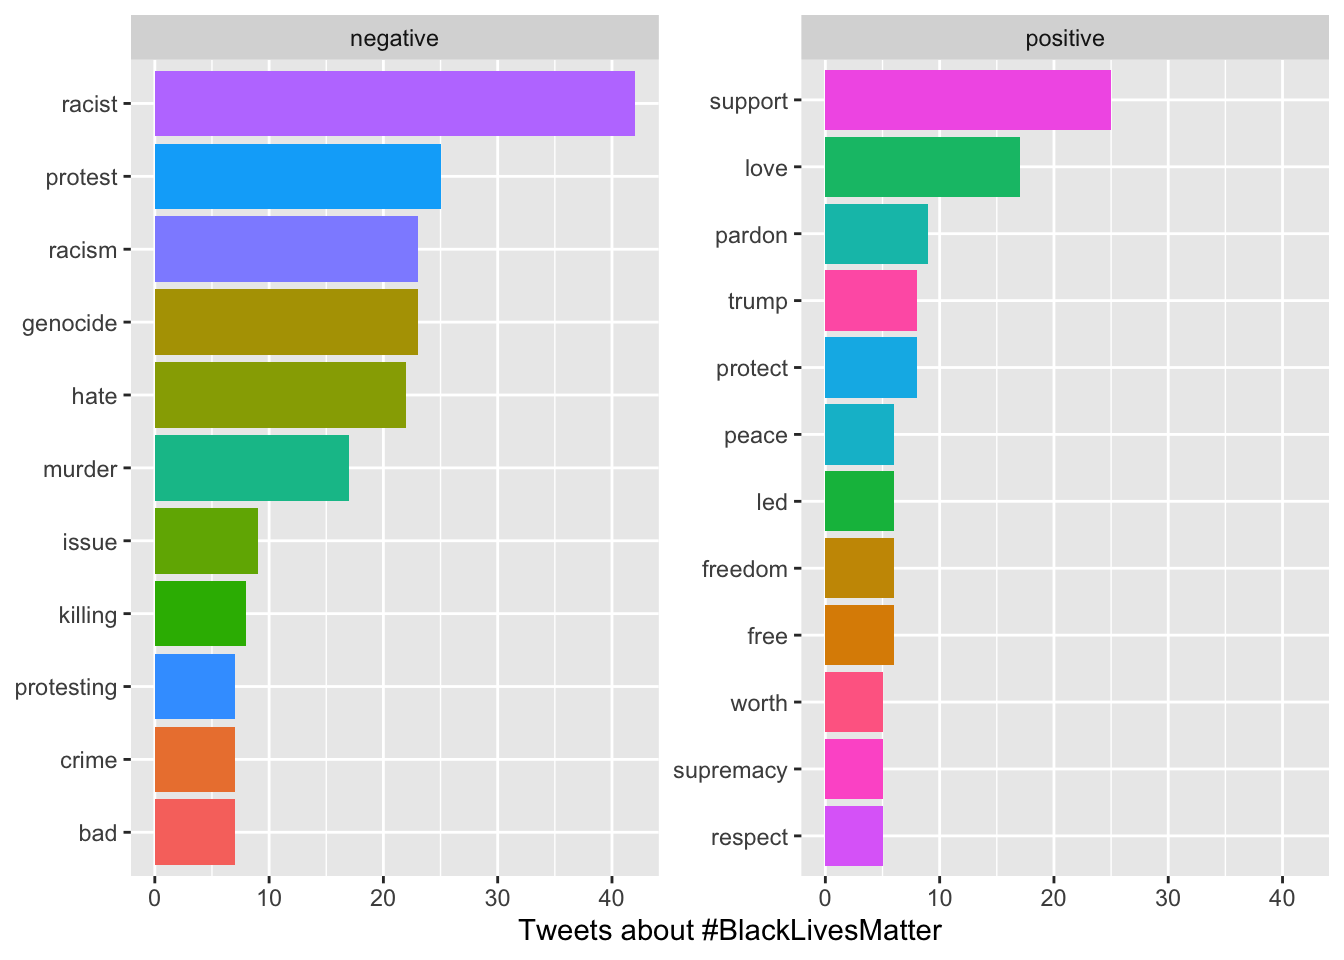 negative
racist
protest
racism
genocide
hate
murder
issue
killing
protesting
crime
bad
0 10 20 30 40
positive
support
love
pardon
trump
protect
peace
led
freedom
free
worth
supremacy
respect
0 10 20 30 40
Tweets about #BlackLivesMatter